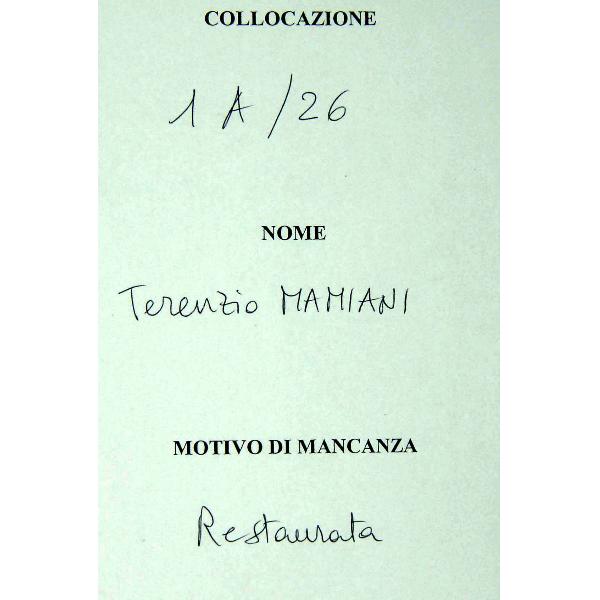 COLLOCAZIONE
1 A / 26
NOME
Terenzio MAMIANI
MOTIVO DI MANCANZA
Restaurata